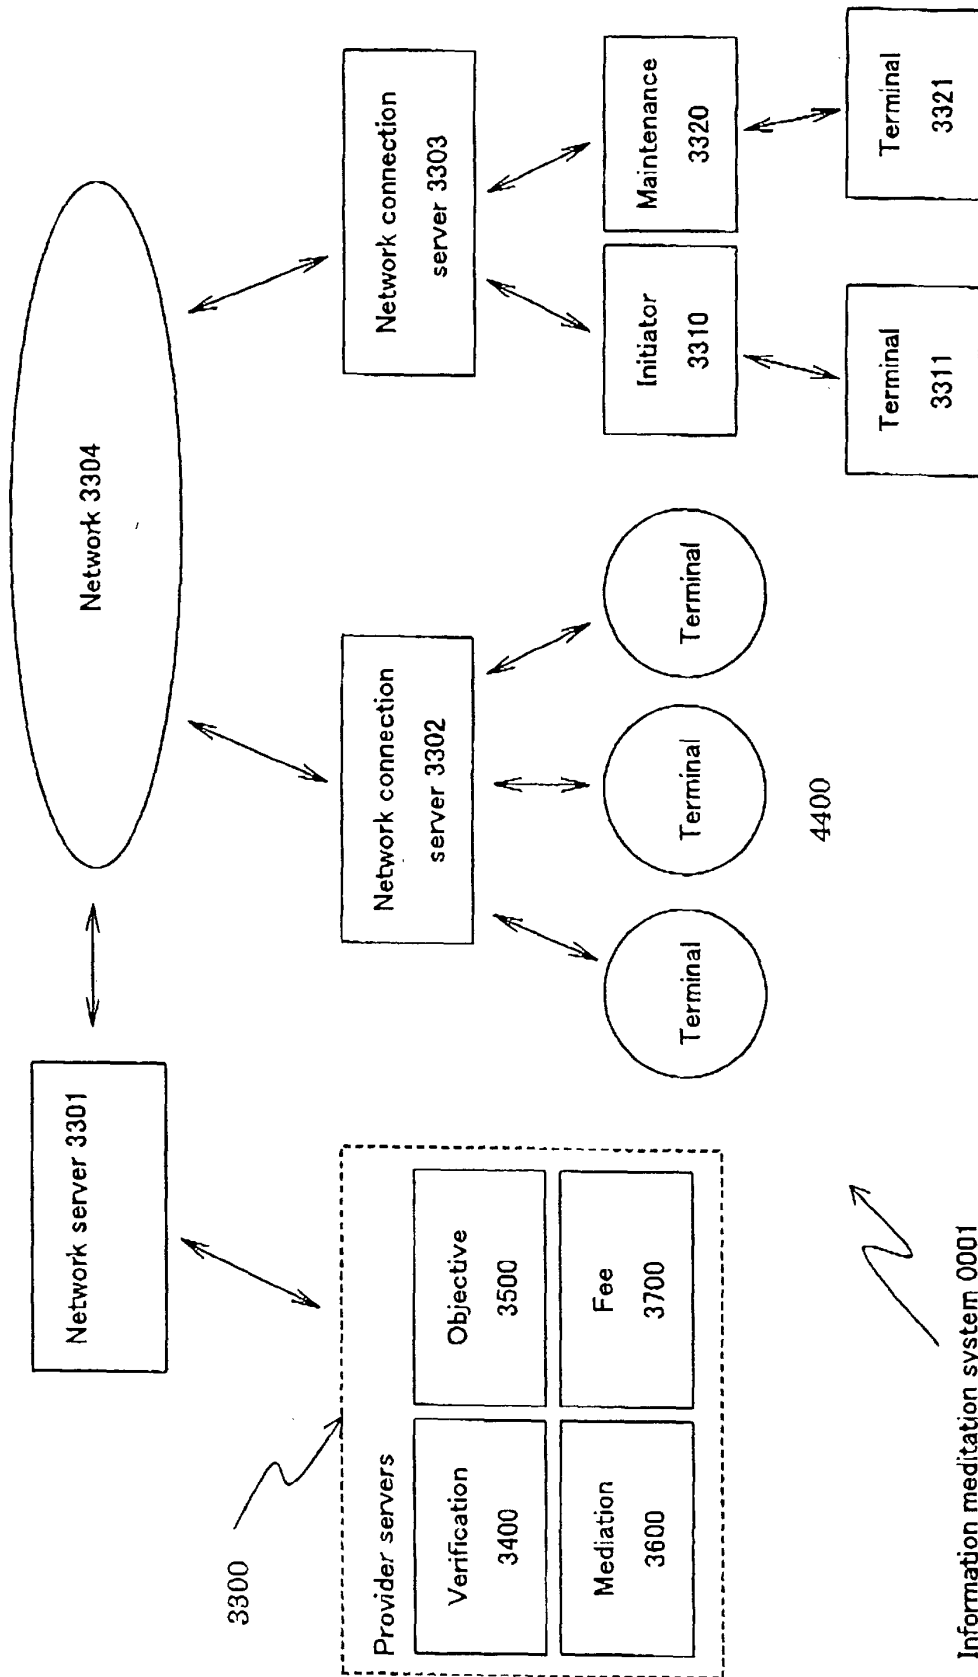 Network 3304
Network server 3301
Network connection
server 3302
Network connection
server 3303
3300
Provider servers
Verification
3400
Objective
3500
Mediation
3600
Fee
3700
Terminal
Terminal
Terminal
4400
Initiator
3310
Maintenance
3320
Terminal
3311
Terminal
3321
Information meditation system 0001